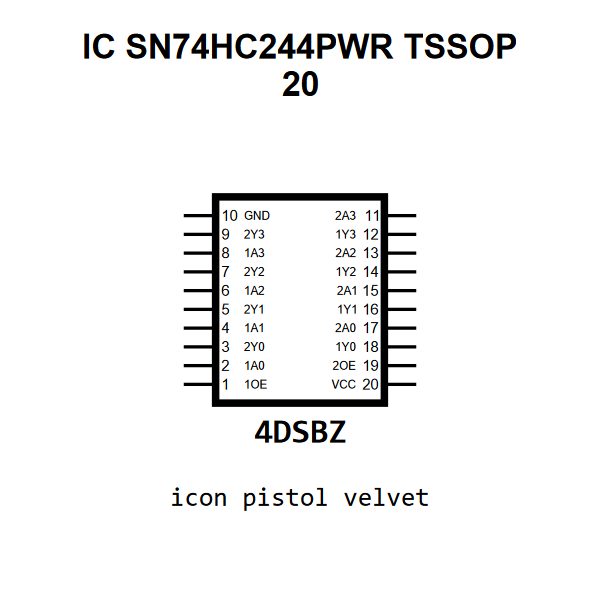 IC SN74HC244PWR TSSOP
20
10 GND 2A3 11
9 2Y3 1Y3 12
8 1A3 2A2 13
7 2Y2 1Y2 14
6 1A2 2A1 15
5 2Y1 1Y1 16
4 1A1 2A0 17
3 2Y0 1Y0 18
2 1A0 2OE 19
1 1OE VCC 20
4DSBZ
icon pistol velvet